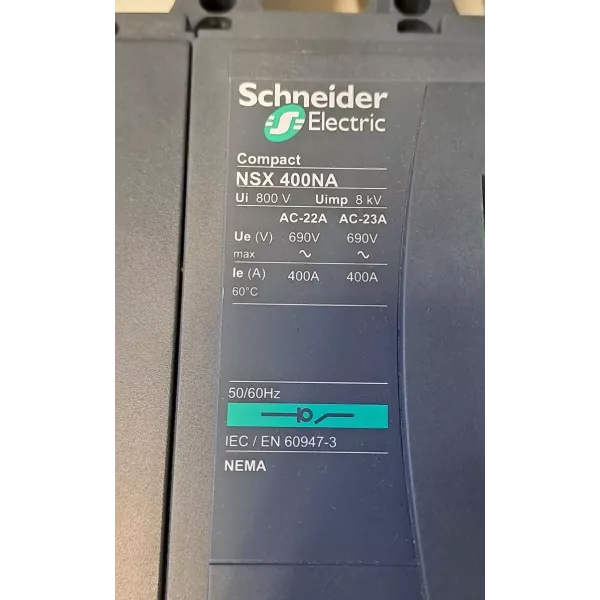 Schneider
Electric
Compact
NSX 400NA
Ui 800 V Uimp 8 kV
AC-22A AC-23A
Ue (V) 690V 690V
max ~ ~
Ie (A) 400A 400A
60°C
50/60Hz
IEC / EN 60947-3
NEMA